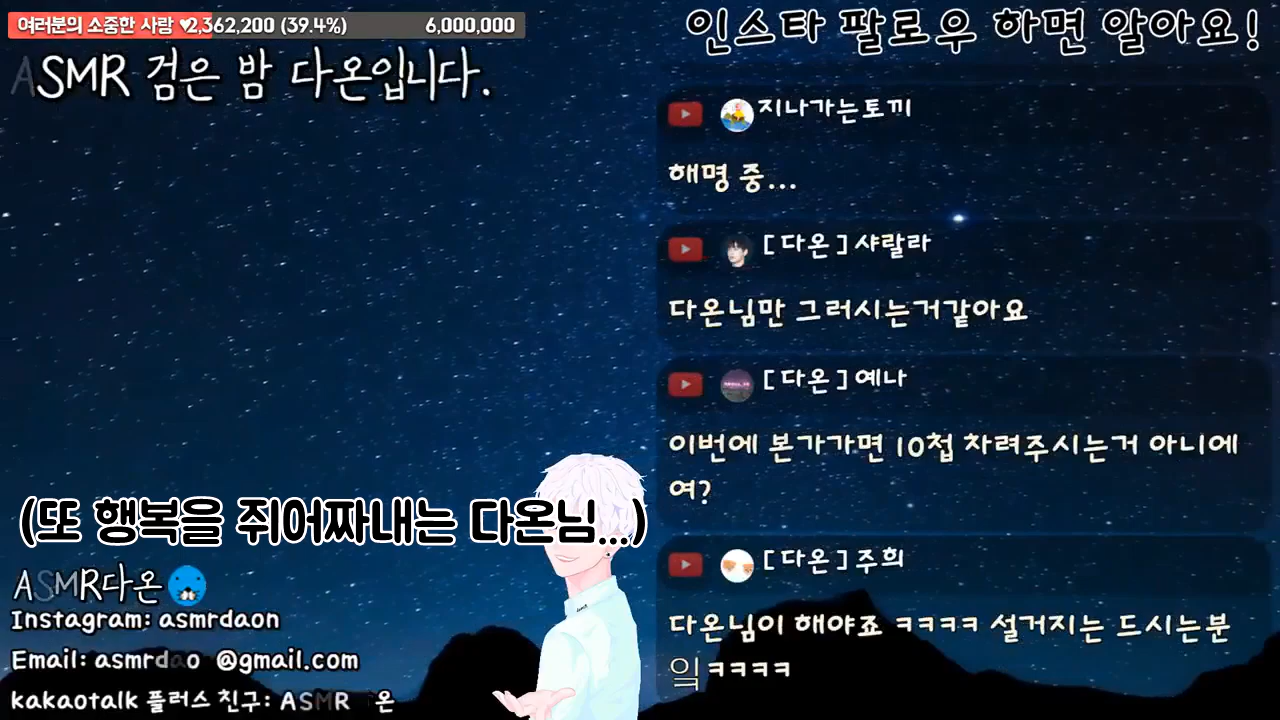 여러분의 소중한 사랑 ♥2,362,200 (39.4%) 6,000,000
ASMR 검은 밤 다온입니다.
인스타 팔로우 하면 알아요!
지나가는토끼
해명 중...
[다온]샤랄라
다온님만 그러시는거같아요
[다온]예나
이번에 본가가면 10첩 차려주시는거 아니에
여?
[다온]주희
다온님이 해야죠 ㅋㅋㅋㅋ 설거지는 드시는분
잌ㅋㅋㅋㅋ
(또 행복을 쥐어짜내는 다온님...)
ASMR다온
Instagram: asmrdaon
Email: asmrdao @gmail.com
kakaotalk 플러스 친구: ASMR 온